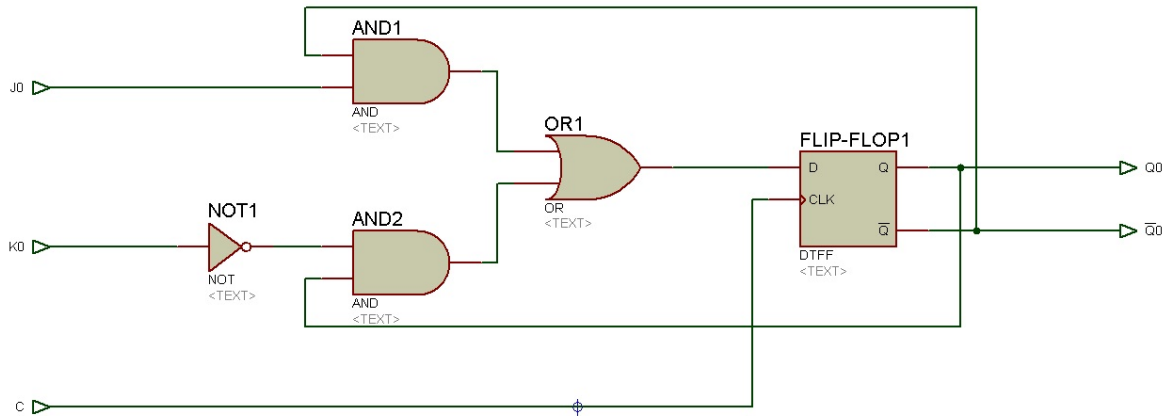 AND1
J0
AND
<TEXT>
OR1
FLIP-FLOP1
D
Q
Q0
CLK
OR
<TEXT>
NOT1
AND2
K0
Q̅
Q̅0
DTFF
<TEXT>
NOT
<TEXT>
AND
<TEXT>
C